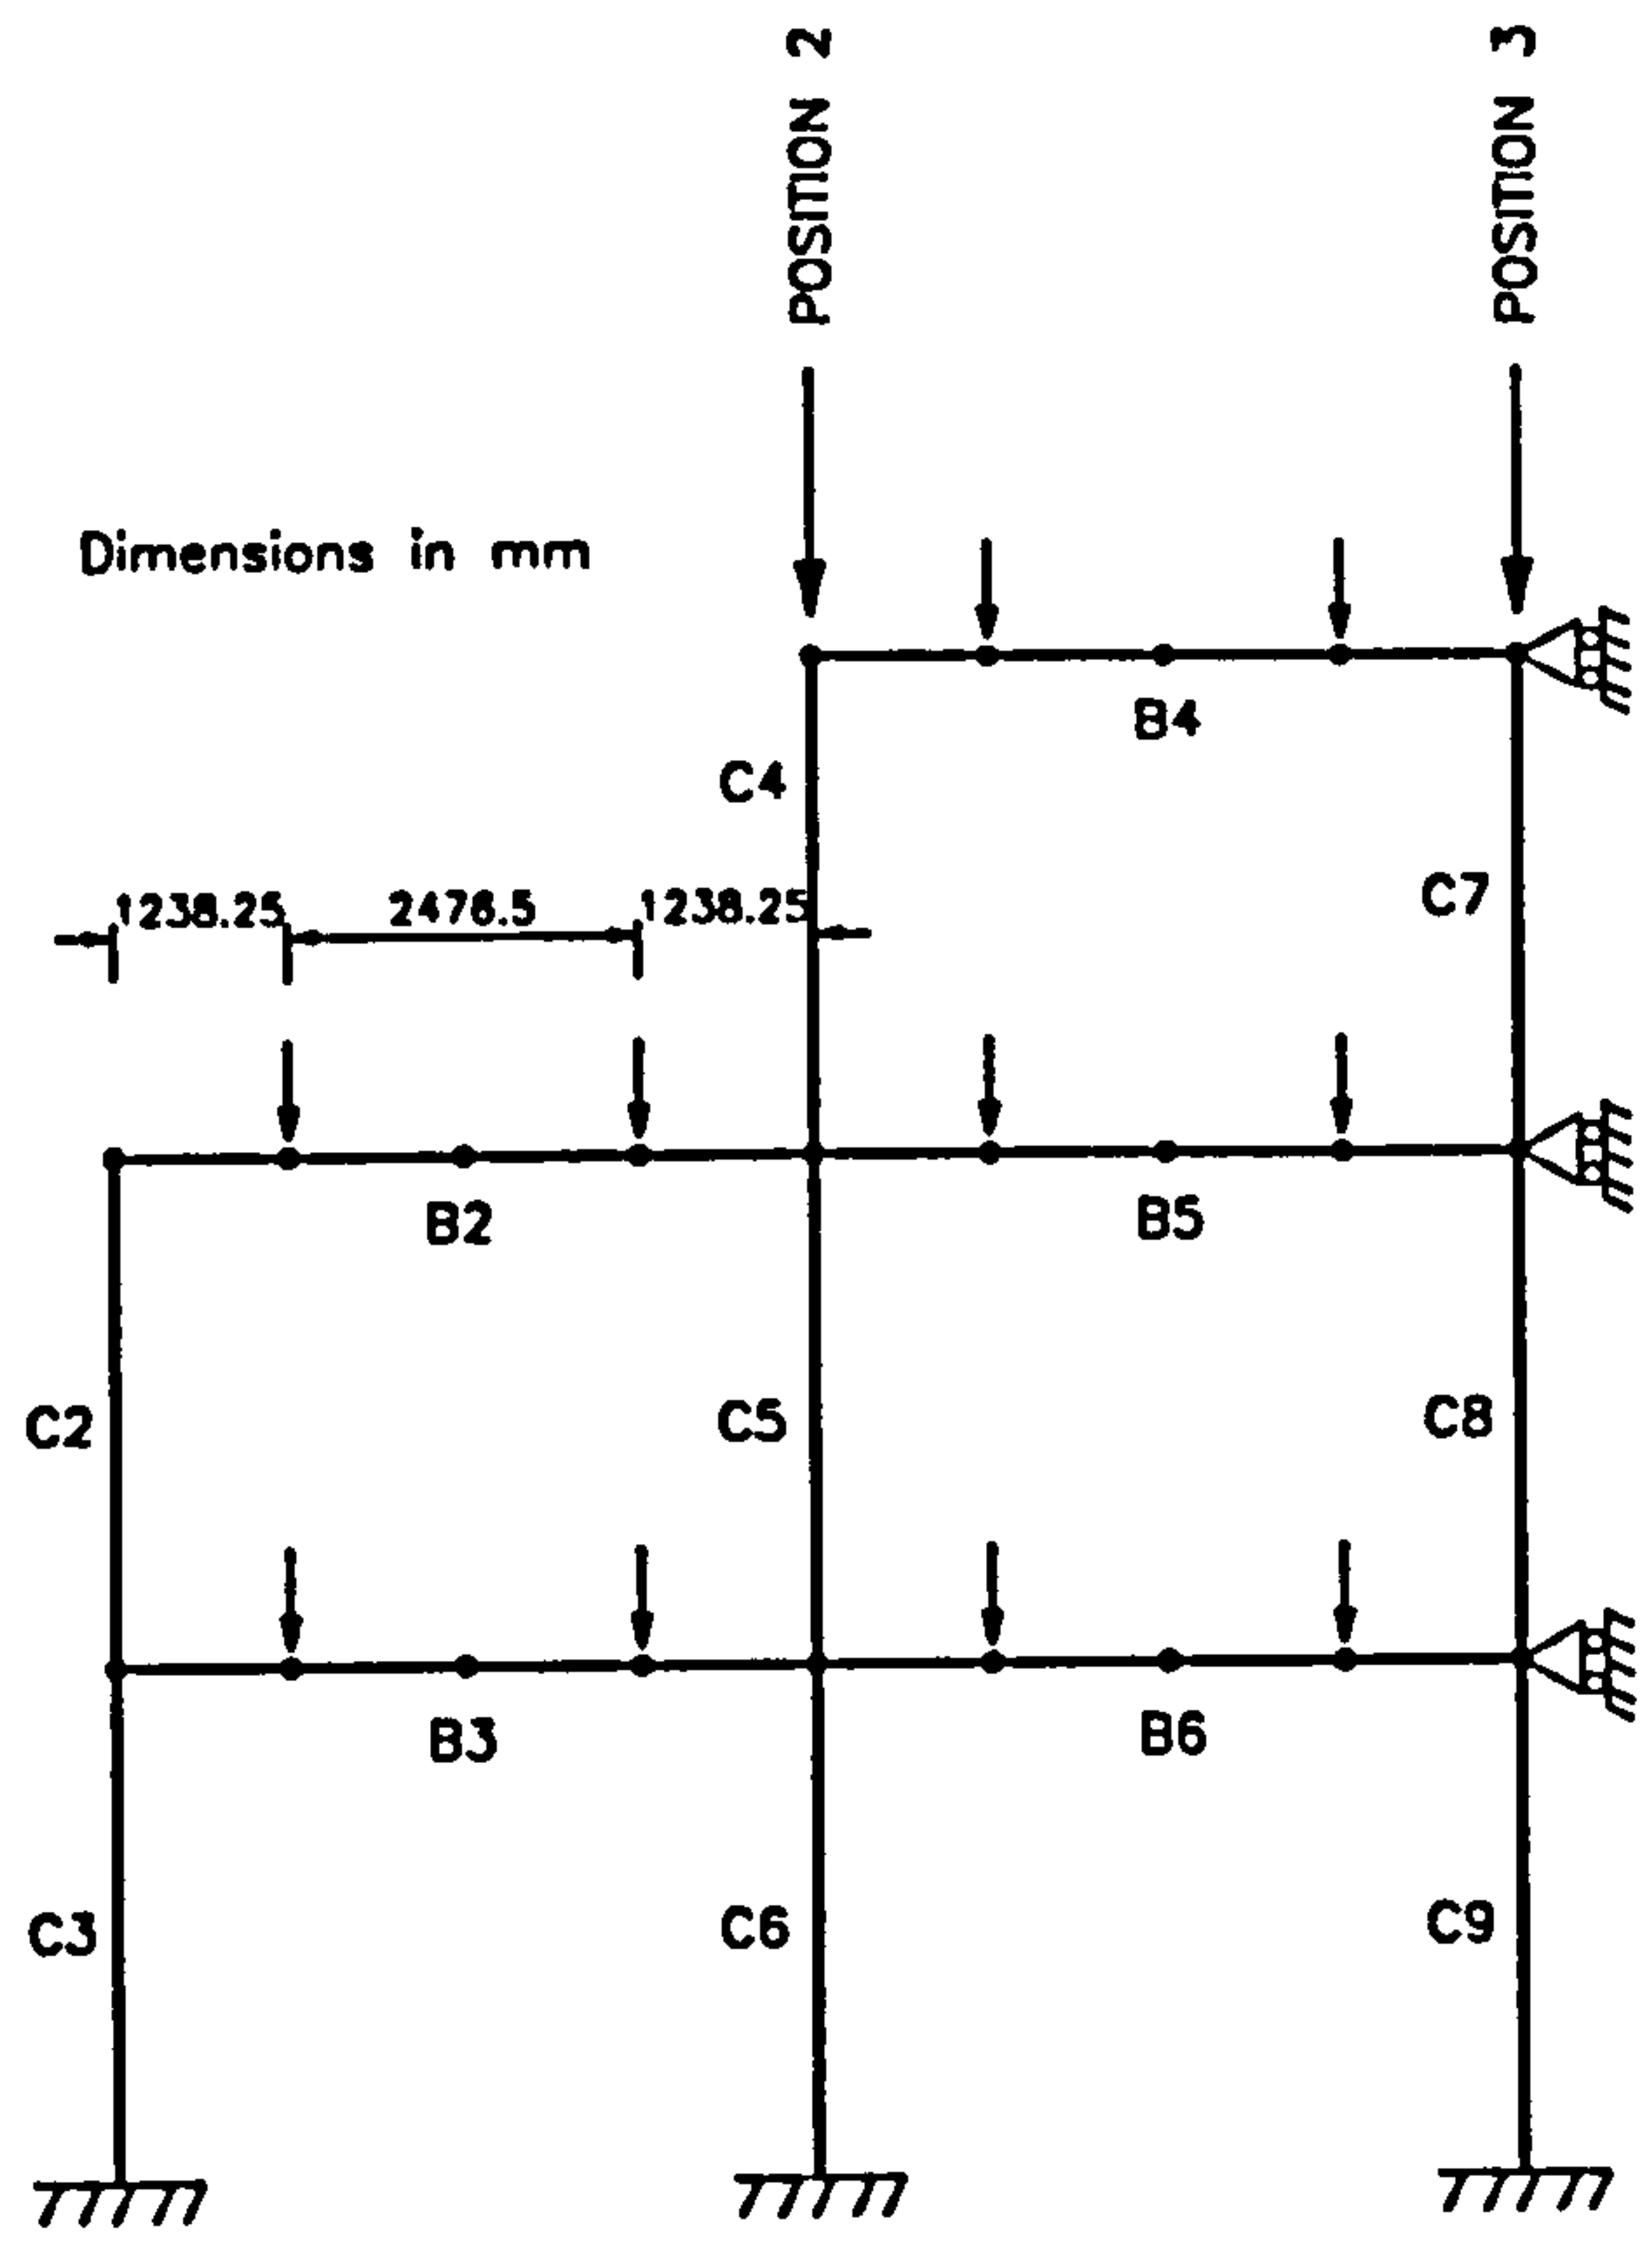 POSITION 2
POSITION 3
Dimensions in mm
B4
C4
C7
1238.25 2476.5 1238.25
B2
B5
C2
C5
C8
B3
B6
C3
C6
C9